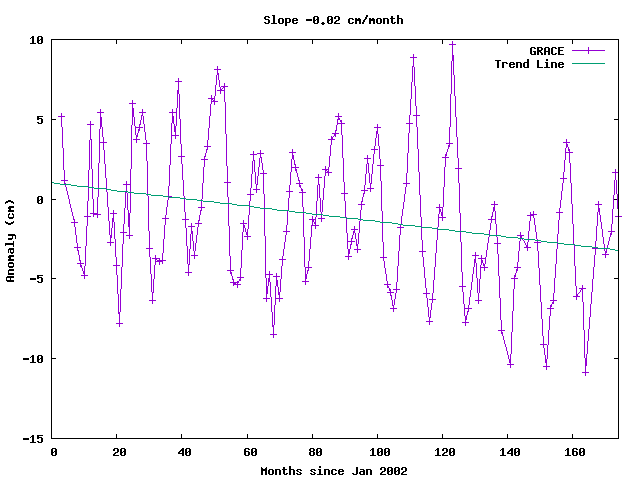 Slope -0.02 cm/month
10
5
0
-5
-10
-15
Anomaly (cm)
GRACE
Trend Line
0 20 40 60 80 100 120 140 160
Months since Jan 2002